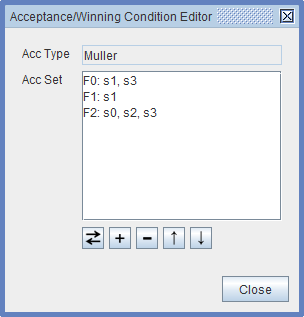 Acceptance/Winning Condition Editor
Acc Type
Muller
Acc Set
F0: s1, s3
F1: s1
F2: s0, s2, s3
Close